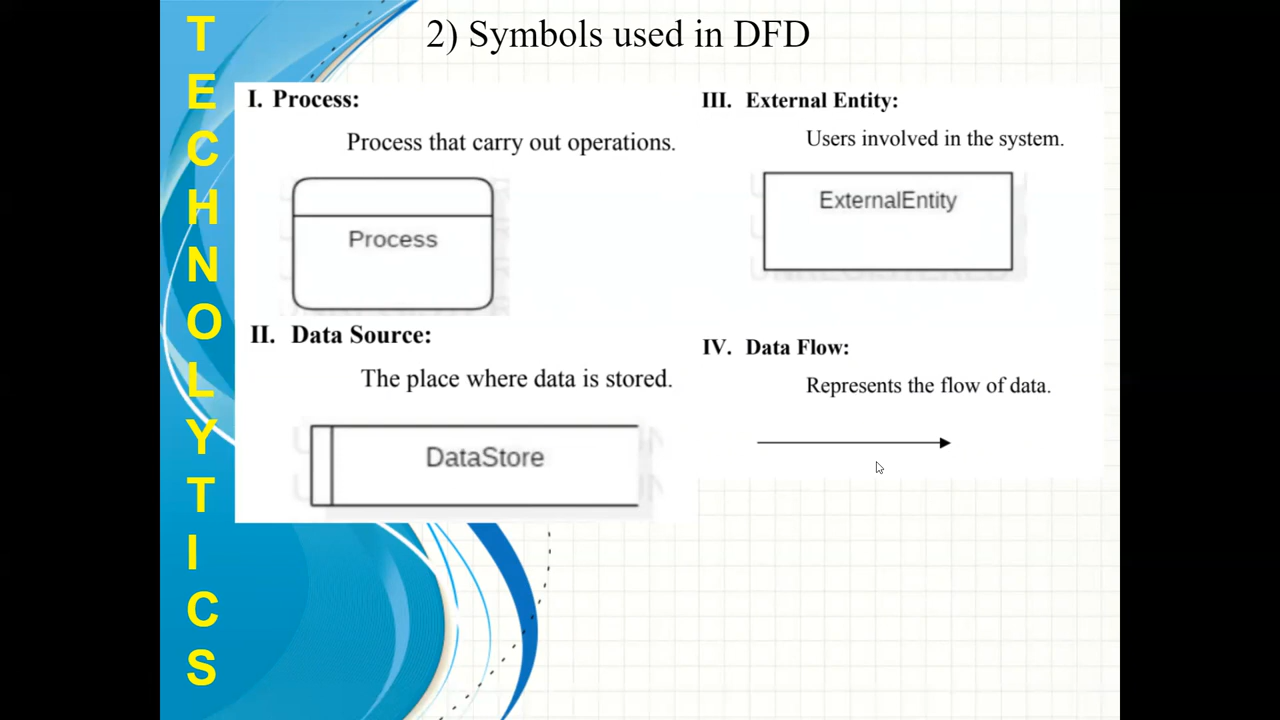 TECHNOLYTICS
2) Symbols used in DFD
I. Process:
Process that carry out operations.
Process
II. Data Source:
The place where data is stored.
DataStore
III. External Entity:
Users involved in the system.
ExternalEntity
IV. Data Flow:
Represents the flow of data.